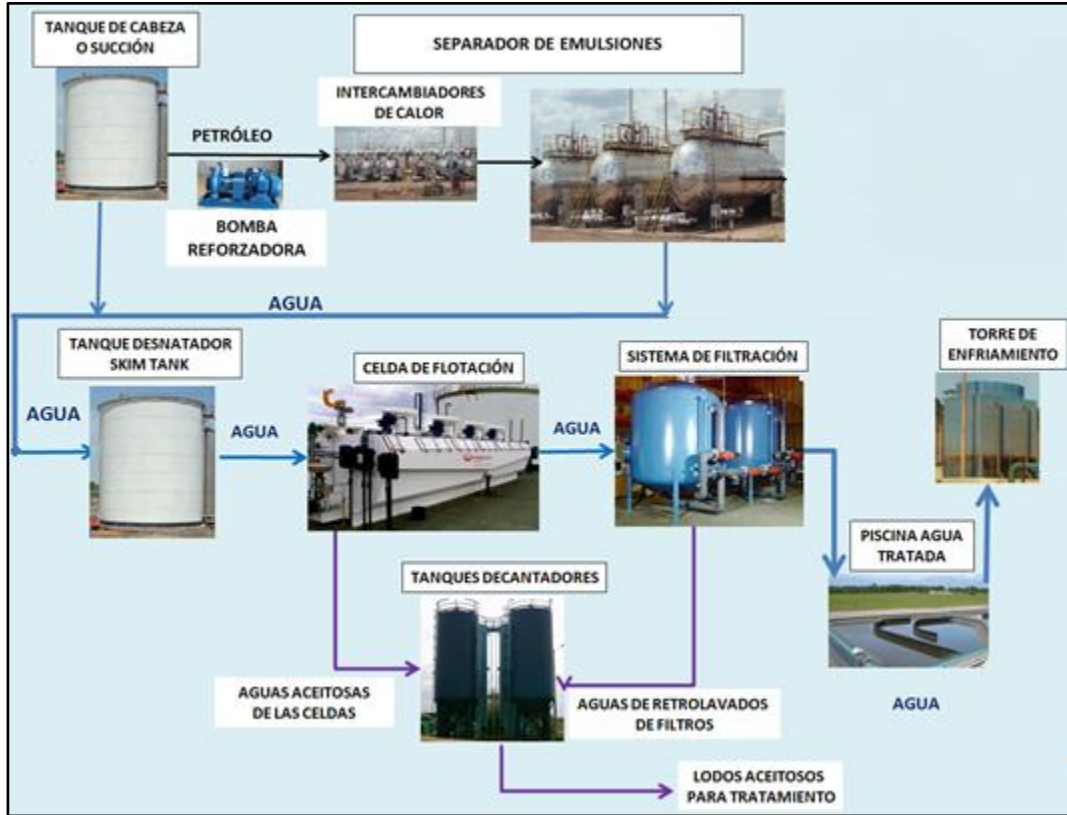 TANQUE DE CABEZA
O SUCCIÓN
SEPARADOR DE EMULSIONES
INTERCAMBIADORES
DE CALOR
PETRÓLEO
BOMBA
REFORZADORA
AGUA
TANQUE DESNATADOR
SKIM TANK
CELDA DE FLOTACIÓN
SISTEMA DE FILTRACIÓN
TORRE DE
ENFRIAMIENTO
AGUA
AGUA
AGUA
PISCINA AGUA
TRATADA
TANQUES DECANTADORES
AGUAS ACEITOSAS
DE LAS CELDAS
AGUAS DE RETROLAVADOS
DE FILTROS
AGUA
LODOS ACEITOSOS
PARA TRATAMIENTO